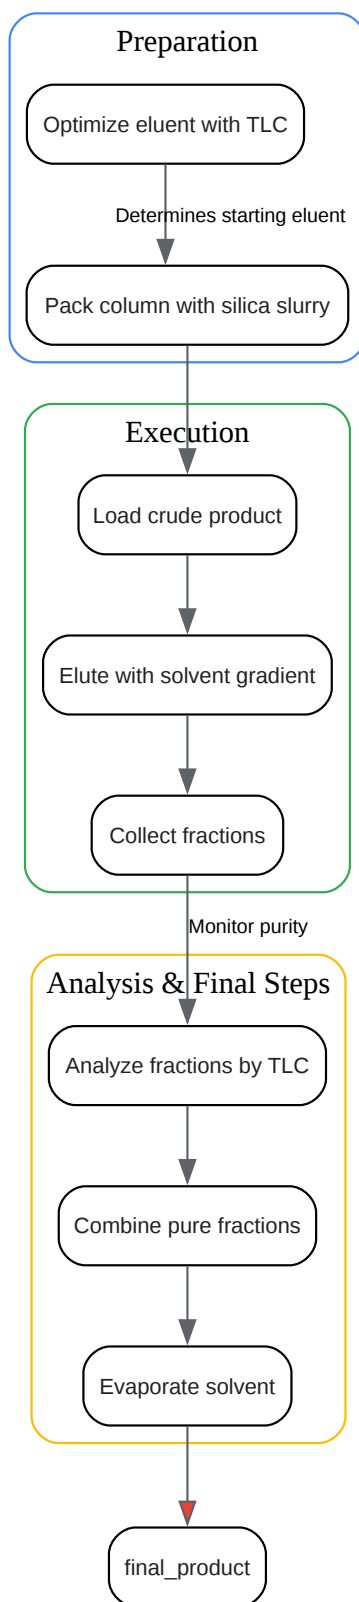 Preparation
Optimize eluent with TLC
Determines starting eluent
Pack column with silica slurry
Execution
Load crude product
Elute with solvent gradient
Collect fractions
Monitor purity
Analysis & Final Steps
Analyze fractions by TLC
Combine pure fractions
Evaporate solvent
final_product